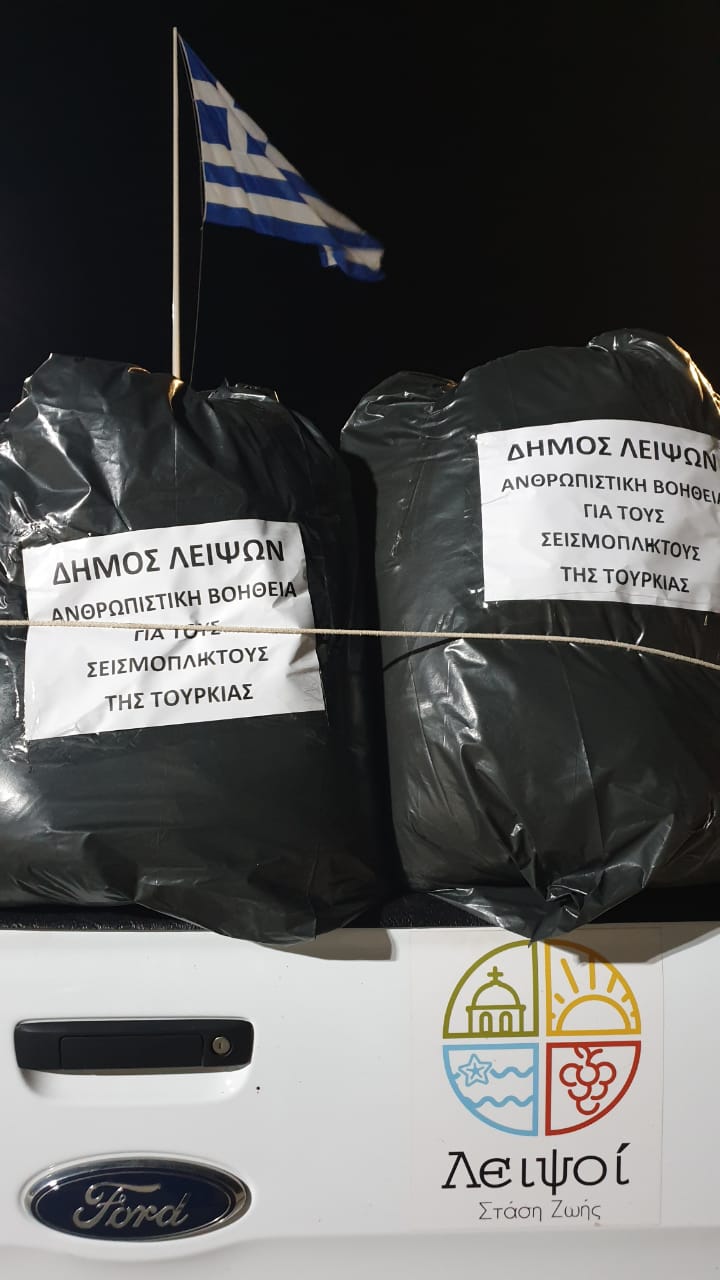 ΔΗΜΟΣ ΛΕΙΨΩΝ
ΑΝΘΡΩΠΙΣΤΙΚΗ ΒΟΗΘΕΙΑ
ΓΙΑ ΤΟΥΣ
ΣΕΙΣΜΟΠΛΗΚΤΟΥΣ
ΤΗΣ ΤΟΥΡΚΙΑΣ
ΔΗΜΟΣ ΛΕΙΨΩΝ
ΑΝΘΡΩΠΙΣΤΙΚΗ ΒΟΗΘΕΙΑ
ΓΙΑ ΤΟΥΣ
ΣΕΙΣΜΟΠΛΗΚΤΟΥΣ
ΤΗΣ ΤΟΥΡΚΙΑΣ
Λειψοί
Στάση Ζωής
Ford